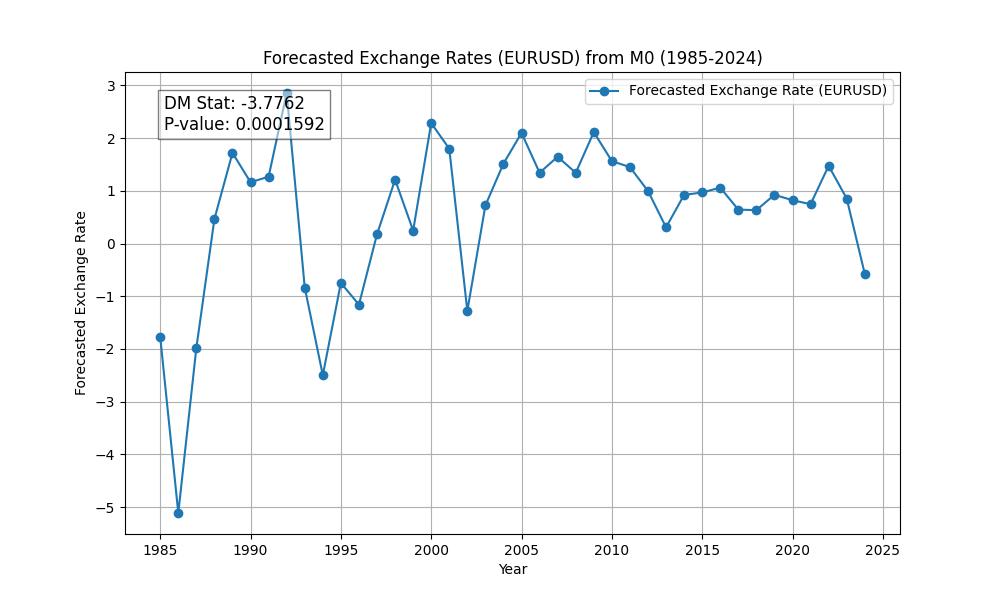 Forecasted Exchange Rates (EURUSD) from M0 (1985-2024)
DM Stat: -3.7762
P-value: 0.0001592
Forecasted Exchange Rate (EURUSD)
Forecasted Exchange Rate
3
2
1
0
−1
−2
−3
−4
−5
1985 1990 1995 2000 2005 2010 2015 2020 2025
Year